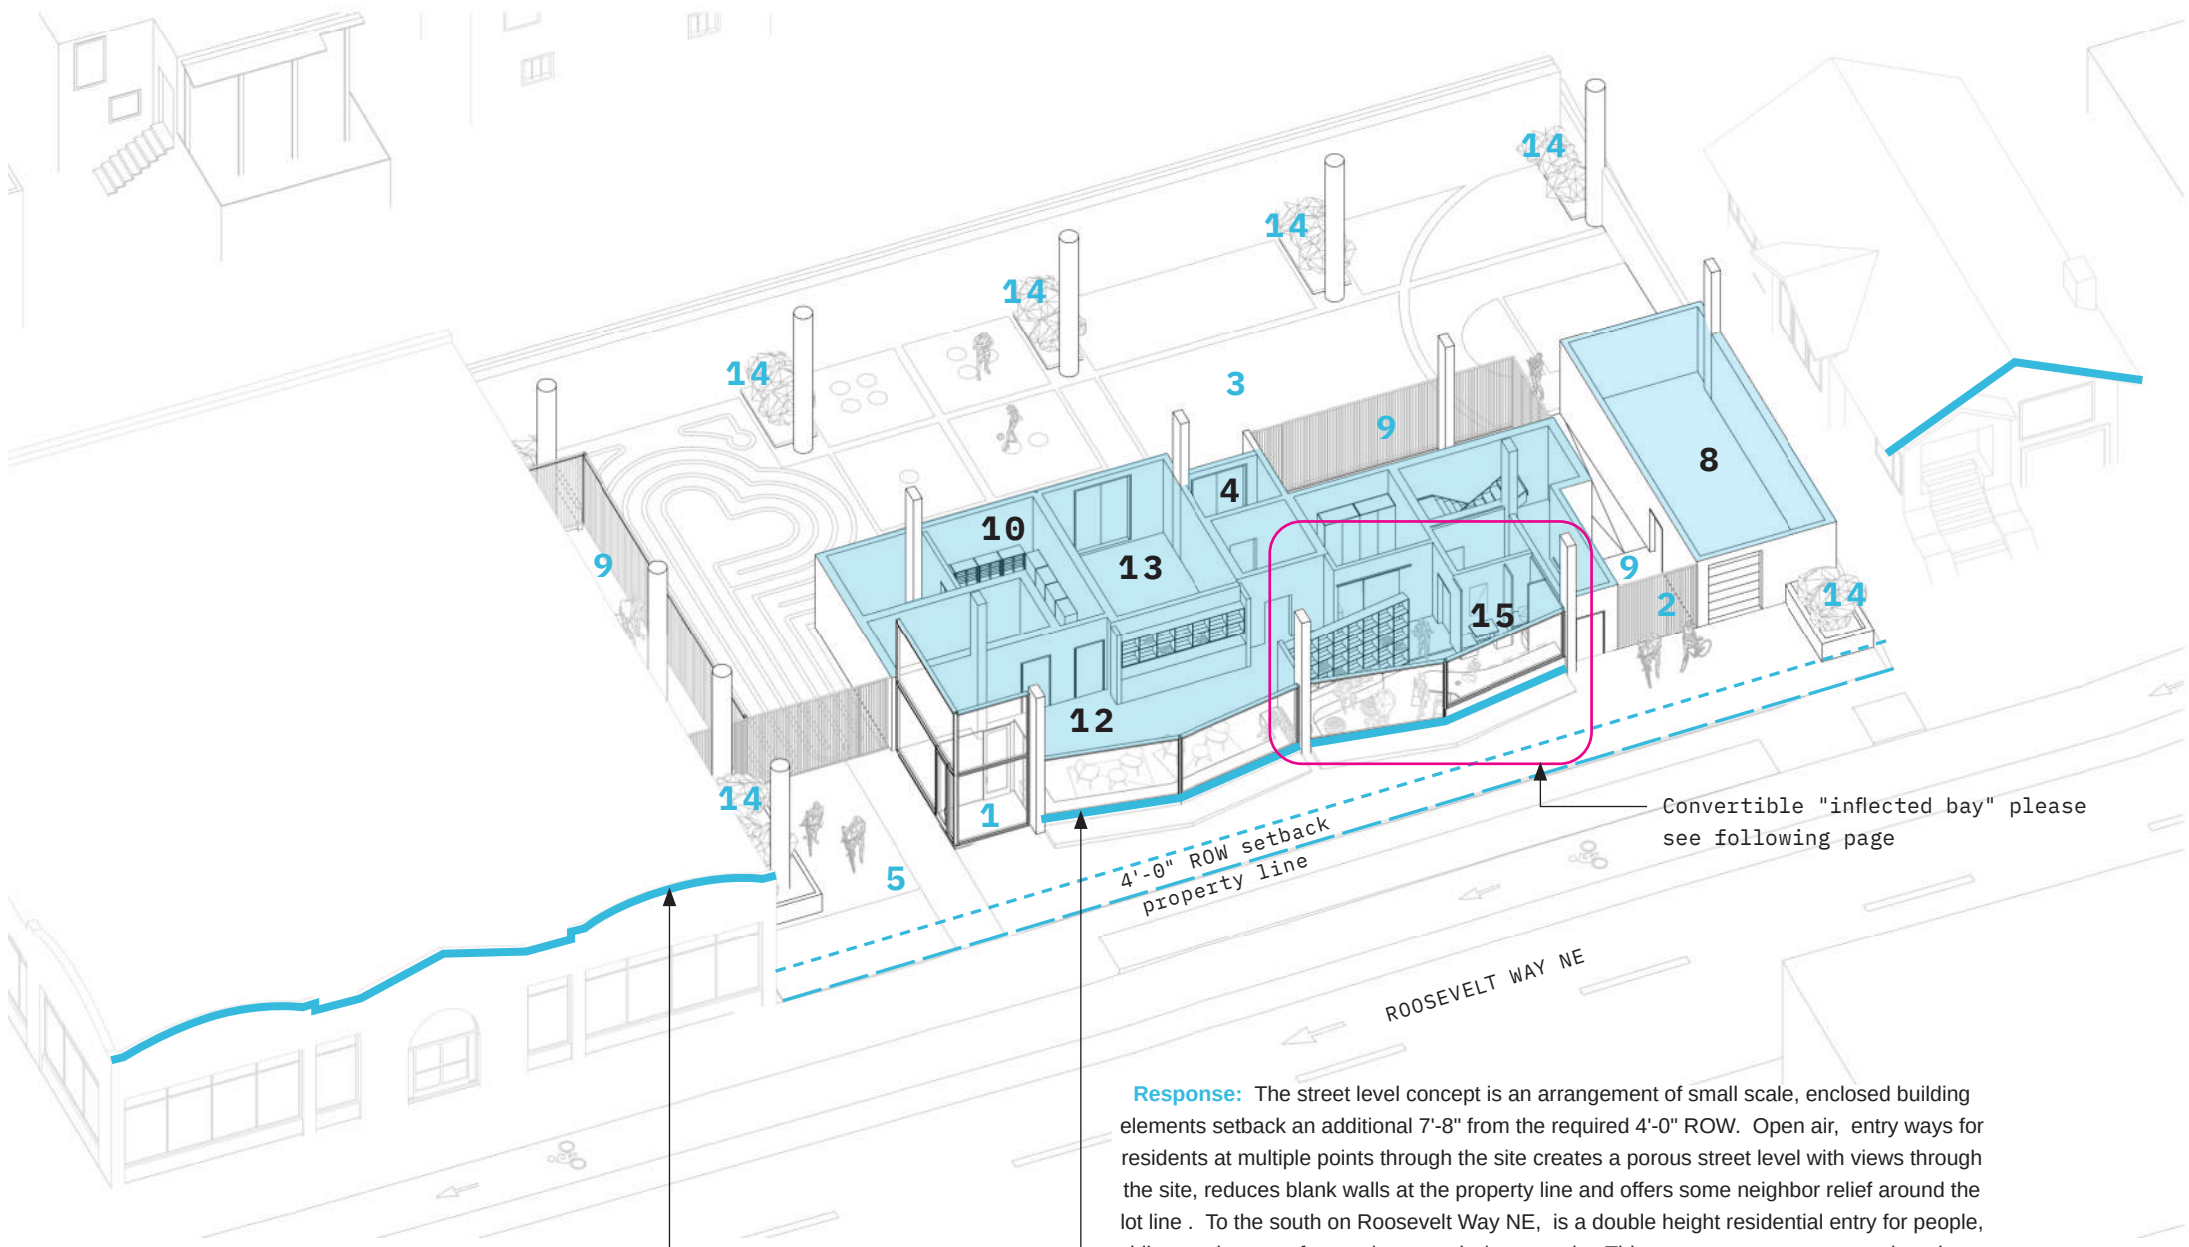 14
14
14
14
3
9
8
4
10
13
9
9
2
14
15
12
14
1
5
Convertible "inflected bay" please
see following page
4'-0" ROW setback
property line
ROOSEVELT WAY NE
Response: The street level concept is an arrangement of small scale, enclosed building
elements setback an additional 7'-8" from the required 4'-0" ROW. Open air, entry ways for
residents at multiple points through the site creates a porous street level with views through
the site, reduces blank walls at the property line and offers some neighbor relief around the
lot line . To the south on Roosevelt Way NE, is a double height residential entry for people,